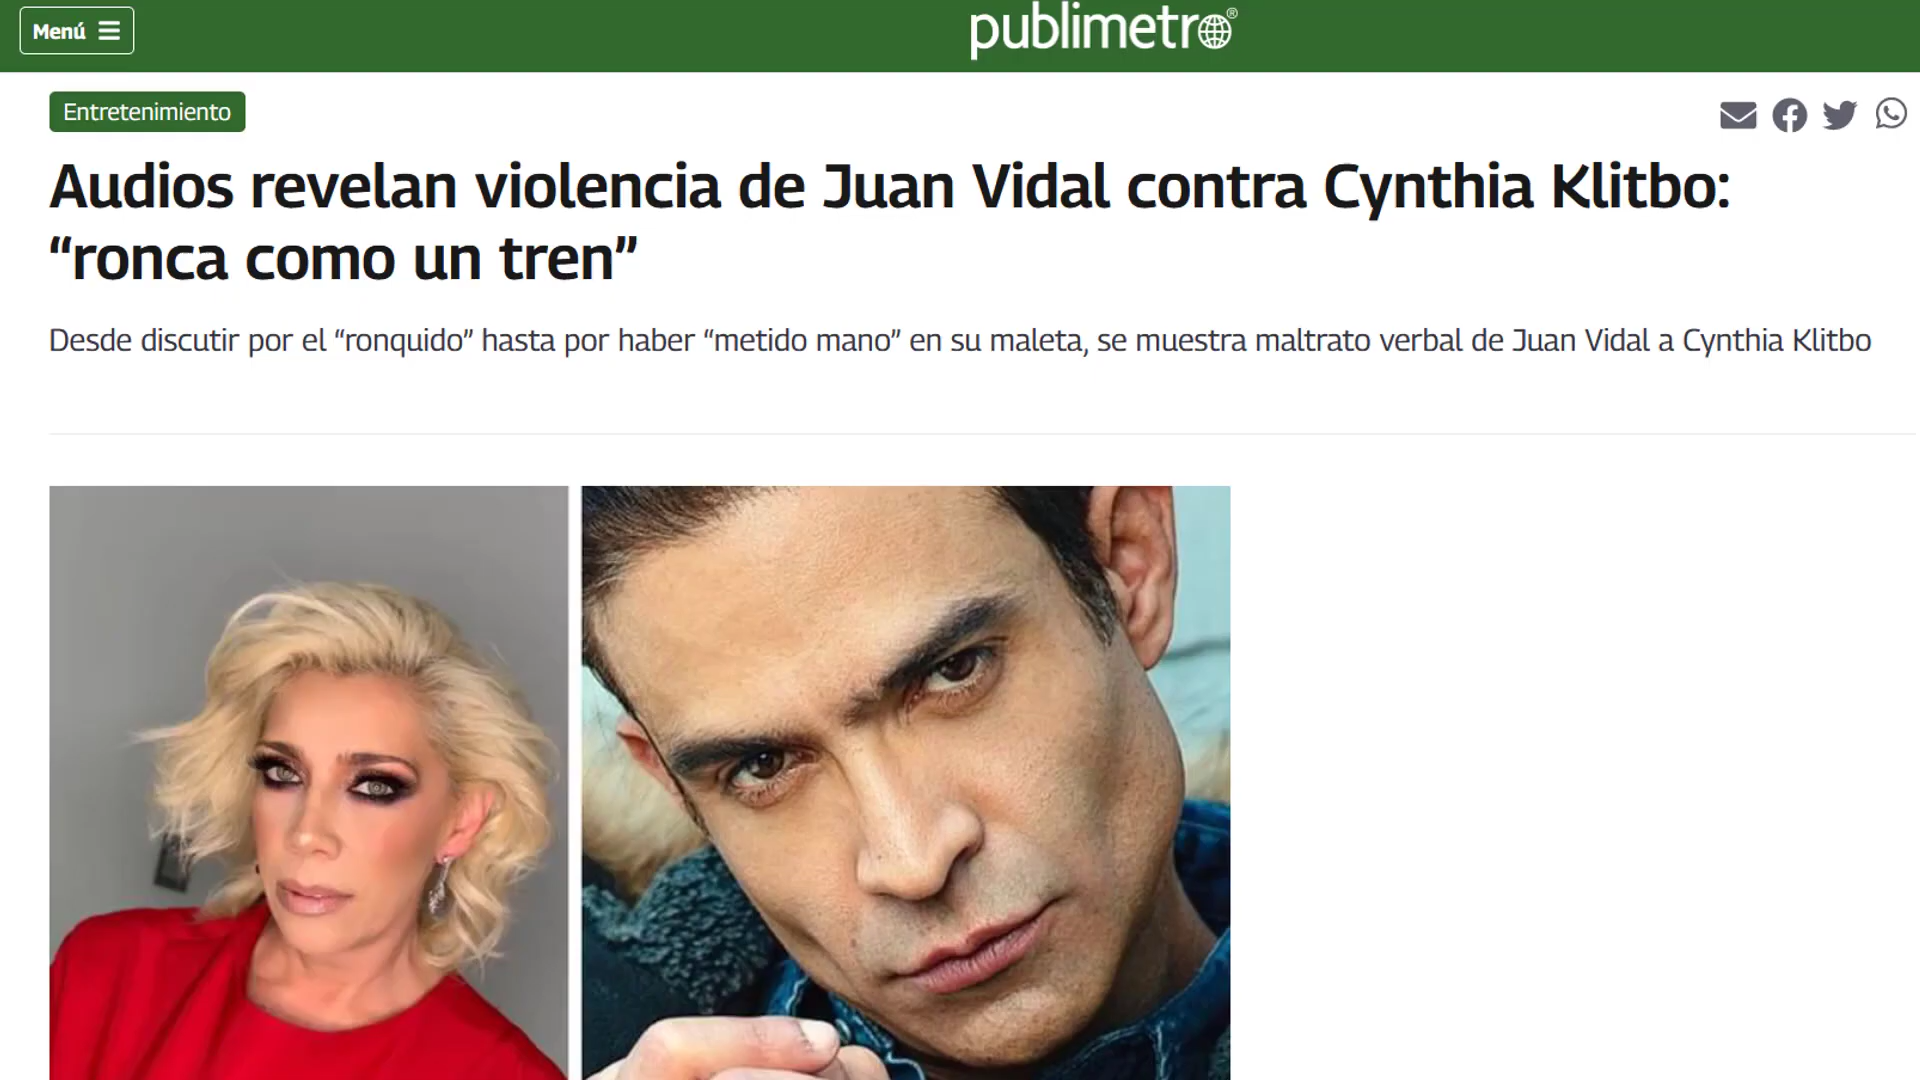 Menú
publimetro®
Entretenimiento
Audios revelan violencia de Juan Vidal contra Cynthia Klitbo:
“ronca como un tren”
Desde discutir por el “ronquido” hasta por haber “metido mano” en su maleta, se muestra maltrato verbal de Juan Vidal a Cynthia Klitbo